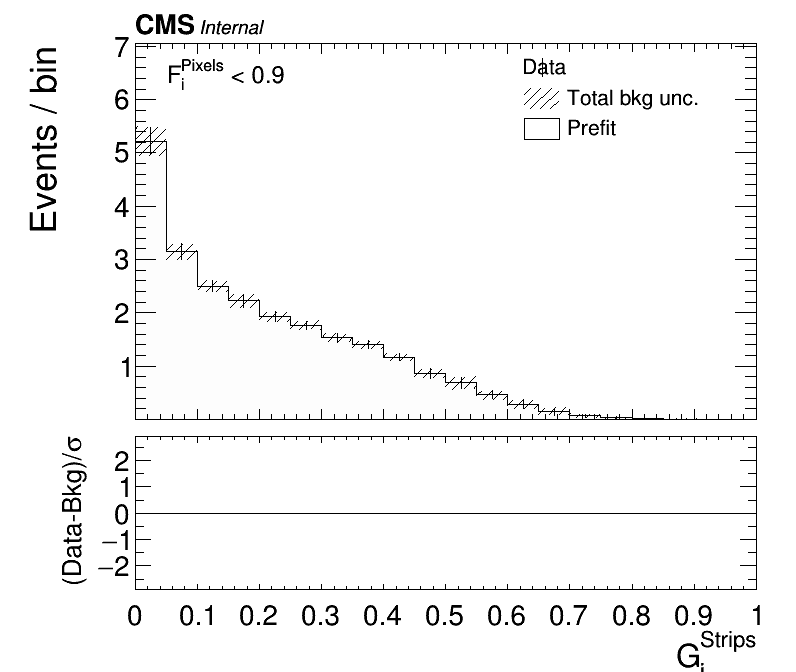 CMS Internal
Events / bin
F_i^Pixels < 0.9
Data
Total bkg unc.
Prefit
7
6
5
4
3
2
1
(Data-Bkg)/σ
2
1
0
−1
−2
0 0.1 0.2 0.3 0.4 0.5 0.6 0.7 0.8 0.9 1
G_i^Strips